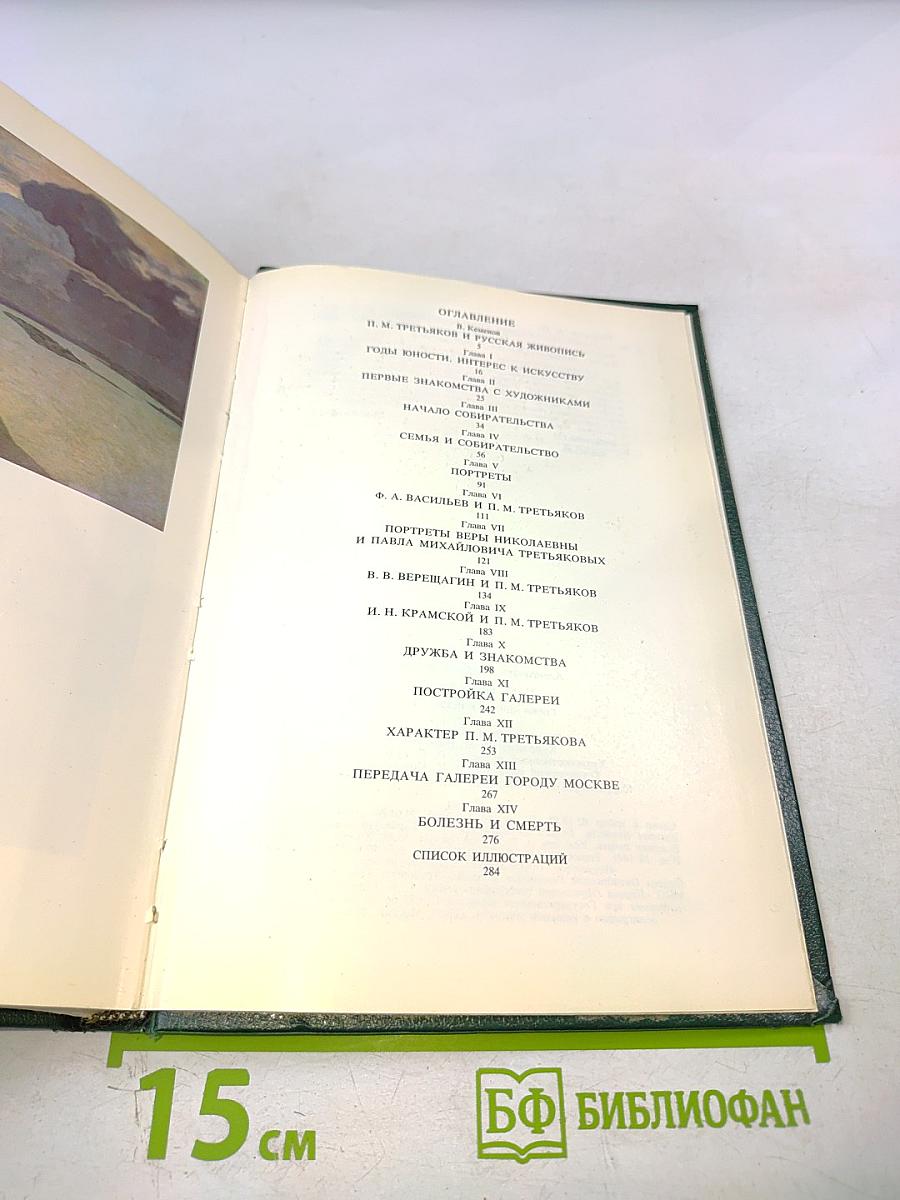 ОГЛАВЛЕНИЕ
В. Кеменов
П. М. ТРЕТЬЯКОВ И РУССКАЯ ЖИВОПИСЬ
5
Глава I
ГОДЫ ЮНОСТИ, ИНТЕРЕС К ИСКУССТВУ
16
Глава II
ПЕРВЫЕ ЗНАКОМСТВА С ХУДОЖНИКАМИ
25
Глава III
НАЧАЛО СОБИРАТЕЛЬСТВА
34
Глава IV
СЕМЬЯ И СОБИРАТЕЛЬСТВО
56
Глава V
ПОРТРЕТЫ
91
Глава VI
Ф. А. ВАСИЛЬЕВ И П. М. ТРЕТЬЯКОВ
111
Глава VII
ПОРТРЕТЫ ВЕРЫ НИКОЛАЕВНЫ
И ПАВЛА МИХАЙЛОВИЧА ТРЕТЬЯКОВЫХ
121
Глава VIII
В. В. ВЕРЕЩАГИН И П. М. ТРЕТЬЯКОВ
134
Глава IX
И. Н. КРАМСКОЙ И П. М. ТРЕТЬЯКОВ
183
Глава X
ДРУЖБА И ЗНАКОМСТВА
198
Глава XI
ПОСТРОЙКА ГАЛЕРЕИ
242
Глава XII
ХАРАКТЕР П. М. ТРЕТЬЯКОВА
253
Глава XIII
ПЕРЕДАЧА ГАЛЕРЕИ ГОРОДУ МОСКВЕ
267
Глава XIV
БОЛЕЗНЬ И СМЕРТЬ
276
СПИСОК ИЛЛЮСТРАЦИЙ
284
15 см
БФ БИБЛИОФАН